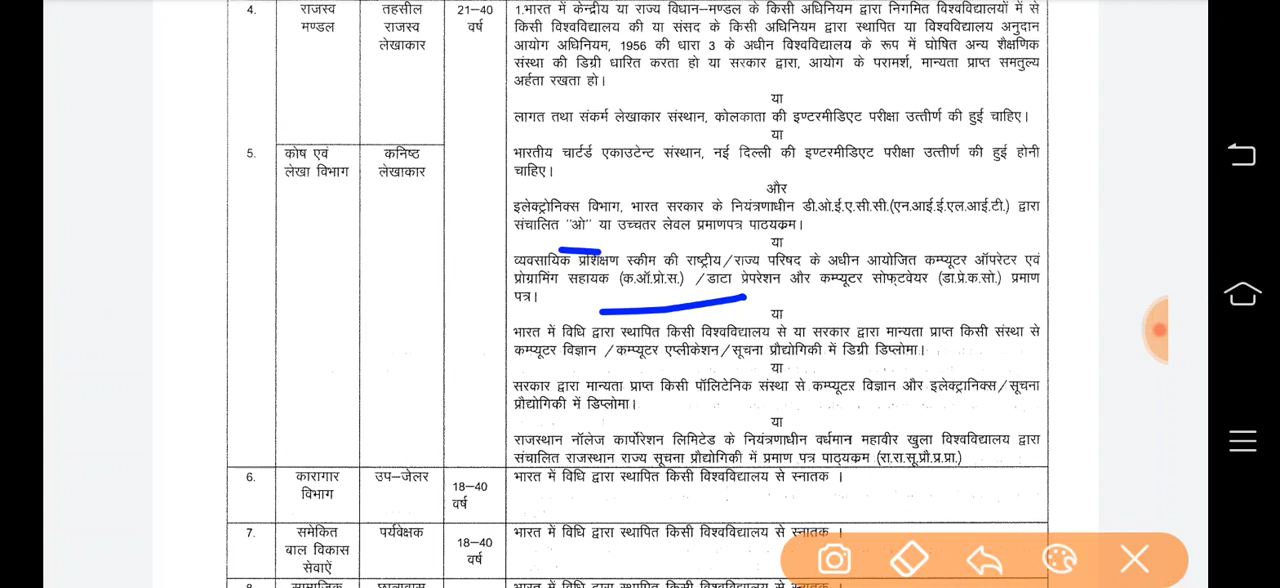 4. राजस्व तहसील 21–40 1.भारत में केन्द्रीय या राज्य विधान–मण्डल के किसी अधिनियम द्वारा निगमित विश्वविद्यालयों में से
मण्डल राजस्व वर्ष किसी विश्वविद्यालय की या संसद के किसी अधिनियम द्वारा स्थापित या विश्वविद्यालय अनुदान
लेखाकार आयोग अधिनियम, 1956 की धारा 3 के अधीन विश्वविद्यालय के रूप में घोषित अन्य शैक्षणिक
संस्था की डिग्री धारित करता हो या सरकार द्वारा, आयोग के परामर्श, मान्यता प्राप्त समतुल्य
अर्हता रखता हो।
या
लागत तथा संकर्म लेखाकार संस्थान, कोलकाता की इण्टरमीडिएट परीक्षा उत्तीर्ण की हुई चाहिए।
या
5. कोष एवं कनिष्ठ भारतीय चार्टर्ड एकाउटेन्ट संस्थान, नई दिल्ली की इण्टरमीडिएट परीक्षा उत्तीर्ण की हुई होनी
लेखा विभाग लेखाकार चाहिए।
और
इलेक्ट्रोनिक्स विभाग, भारत सरकार के नियंत्रणाधीन डी.ओ.ई.ए.सी.सी.(एन.आई.ई.एल.आई.टी.) द्वारा
संचालित "ओ" या उच्चतर लेवल प्रमाणपत्र पाठयक्रम।
या
व्यवसायिक प्रशिक्षण स्कीम की राष्ट्रीय/राज्य परिषद के अधीन आयोजित कम्प्यूटर ऑपरेटर एवं
प्रोग्रामिंग सहायक (क.ऑ.प्रो.स.) /डाटा प्रेपरेशन और कम्प्यूटर सोफ्टवेयर (डा.प्रे.क.सो.) प्रमाण
पत्र।
या
भारत में विधि द्वारा स्थापित किसी विश्वविद्यालय से या सरकार द्वारा मान्यता प्राप्त किसी संस्था से
कम्प्यूटर विज्ञान /कम्प्यूटर एप्लीकेशन/सूचना प्रौद्योगिकी में डिग्री डिप्लोमा।
या
सरकार द्वारा मान्यता प्राप्त किसी पॉलिटेनिक संस्था से कम्प्यूटर विज्ञान और इलेक्ट्रानिक्स/सूचना
प्रौद्योगिकी में डिप्लोमा।
या
राजस्थान नॉलेज कार्पोरेशन लिमिटेड के नियंत्रणाधीन वर्धमान महावीर खुला विश्वविद्यालय द्वारा
संचालित राजस्थान राज्य सूचना प्रौद्योगिकी में प्रमाण पत्र पाठ्यक्रम (रा.रा.सू.प्रौ.प्र.प्रा.)
6. कारागार उप–जेलर 18–40 भारत में विधि द्वारा स्थापित किसी विश्वविद्यालय से स्नातक ।
विभाग वर्ष
7. समेकित पर्यवेक्षक 18–40 भारत में विधि द्वारा स्थापित किसी विश्वविद्यालय से स्नातक ।
बाल विकास वर्ष
सेवाऐं
8. सामाजिक छात्रावास भारत में विधि द्वारा स्थापित किसी विश्वविद्यालय से स्नातक ।